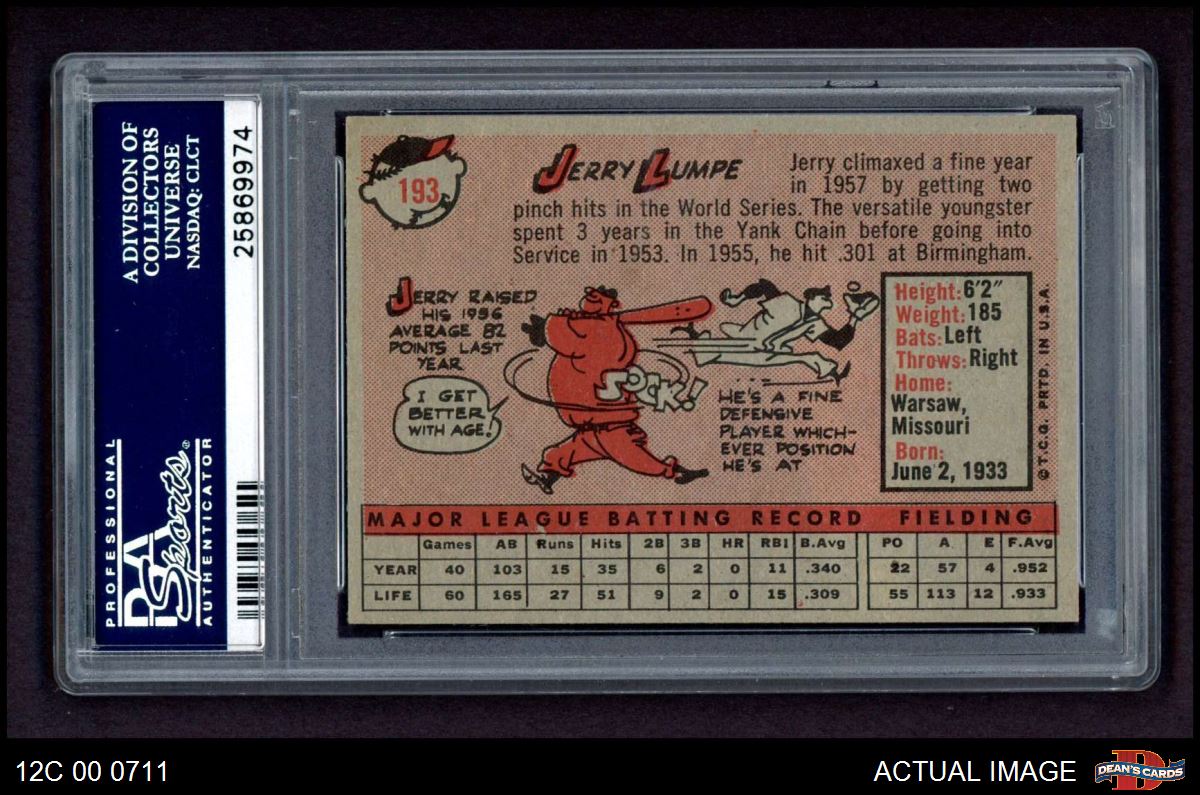 A DIVISION OF
COLLECTORS
UNIVERSE
NASDAQ: CLCT
25869974
PROFESSIONAL
PSA
Sports®
AUTHENTICATOR
193
JERRY LUMPE
Jerry climaxed a fine year
in 1957 by getting two
pinch hits in the World Series. The versatile youngster
spent 3 years in the Yank Chain before going into
Service in 1953. In 1955, he hit .301 at Birmingham.
JERRY RAISED
HIS 1956
AVERAGE 82
POINTS LAST
YEAR
I GET
BETTER
WITH AGE!
SOCK!!
HE'S A FINE
DEFENSIVE
PLAYER WHICH-
EVER POSITION
HE'S AT
Height: 6'2"
Weight: 185
Bats: Left
Throws: Right
Home:
Warsaw,
Missouri
Born:
June 2, 1933
© T.C.G. PRTD. IN U.S.A.
MAJOR LEAGUE BATTING RECORD FIELDING
Games AB Runs Hits 2B 3B HR RBI B.Avg PO A E F.Avg
YEAR 40 103 15 35 6 2 0 11 .340 22 57 4 .952
LIFE 60 165 27 51 9 2 0 15 .309 55 113 12 .933
12C 00 0711
ACTUAL IMAGE
D
DEAN'S CARDS